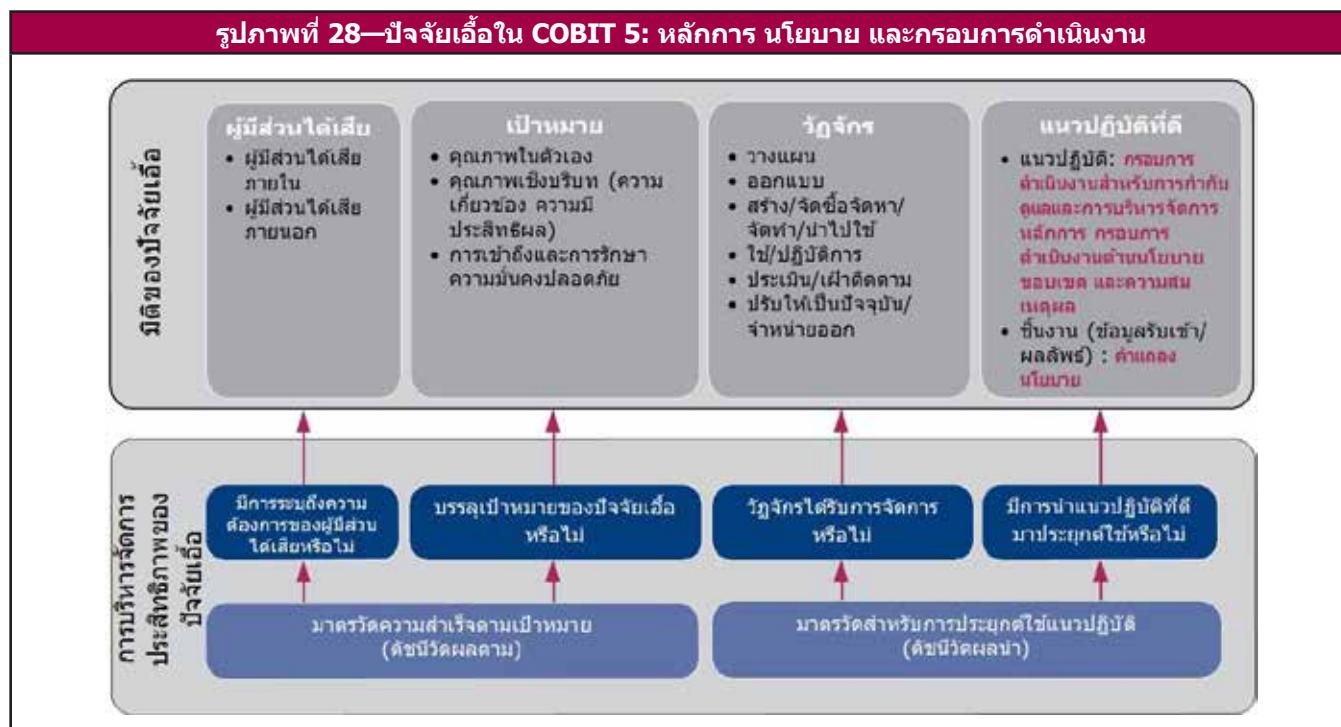 รูปภาพที่ 28—ปัจจัยเอื้อใน COBIT 5: หลักการ นโยบาย และกรอบการดำเนินงาน
มิติของปัจจัยเอื้อ
ผู้มีส่วนได้เสีย
• ผู้มีส่วนได้เสีย
ภายใน
• ผู้มีส่วนได้เสีย
ภายนอก
เป้าหมาย
• คุณภาพในตัวเอง
• คุณภาพเชิงบริบท (ความ
เกี่ยวข้อง ความมี
ประสิทธิผล)
• การเข้าถึงและการรักษา
ความมั่นคงปลอดภัย
วัฏจักร
• วางแผน
• ออกแบบ
• สร้าง/จัดซื้อจัดหา/
จัดทำ/นำไปใช้
• ใช้/ปฏิบัติการ
• ประเมิน/เฝ้าติดตาม
• ปรับให้เป็นปัจจุบัน/
จำหน่ายออก
แนวปฏิบัติที่ดี
• แนวปฏิบัติ: กรอบการ
ดำเนินงานสำหรับการกำกับ
ดูแลและการบริหารจัดการ
หลักการ กรอบการ
ดำเนินงานด้านนโยบาย
ขอบเขต และความสม
เหตุผล
• ชิ้นงาน (ข้อมูลรับเข้า/
ผลลัพธ์) : คำแถลง
นโยบาย
การบริหารจัดการ
ประสิทธิภาพของ
ปัจจัยเอื้อ
มีการระบุถึงความ
ต้องการของผู้มีส่วน
ได้เสียหรือไม่
บรรลุเป้าหมายของปัจจัยเอื้อ
หรือไม่
วัฏจักรได้รับการจัดการ
หรือไม่
มีการนำแนวปฏิบัติที่ดี
มาประยุกต์ใช้หรือไม่
มาตรวัดความสำเร็จตามเป้าหมาย
(ดัชนีวัดผลตาม)
มาตรวัดสำหรับการประยุกต์ใช้แนวปฏิบัติ
(ดัชนีวัดผลนำ)